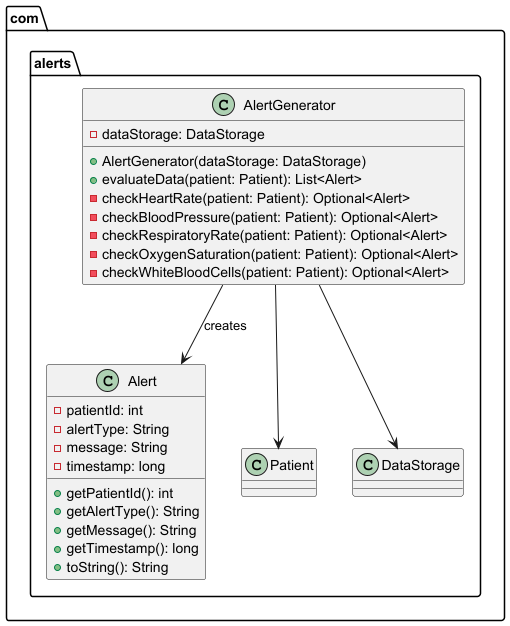 com
alerts
C AlertGenerator
dataStorage: DataStorage
AlertGenerator(dataStorage: DataStorage)
evaluateData(patient: Patient): List<Alert>
checkHeartRate(patient: Patient): Optional<Alert>
checkBloodPressure(patient: Patient): Optional<Alert>
checkRespiratoryRate(patient: Patient): Optional<Alert>
checkOxygenSaturation(patient: Patient): Optional<Alert>
checkWhiteBloodCells(patient: Patient): Optional<Alert>
creates
C Alert
patientId: int
alertType: String
message: String
timestamp: long
getPatientId(): int
getAlertType(): String
getMessage(): String
getTimestamp(): long
toString(): String
C Patient
C DataStorage